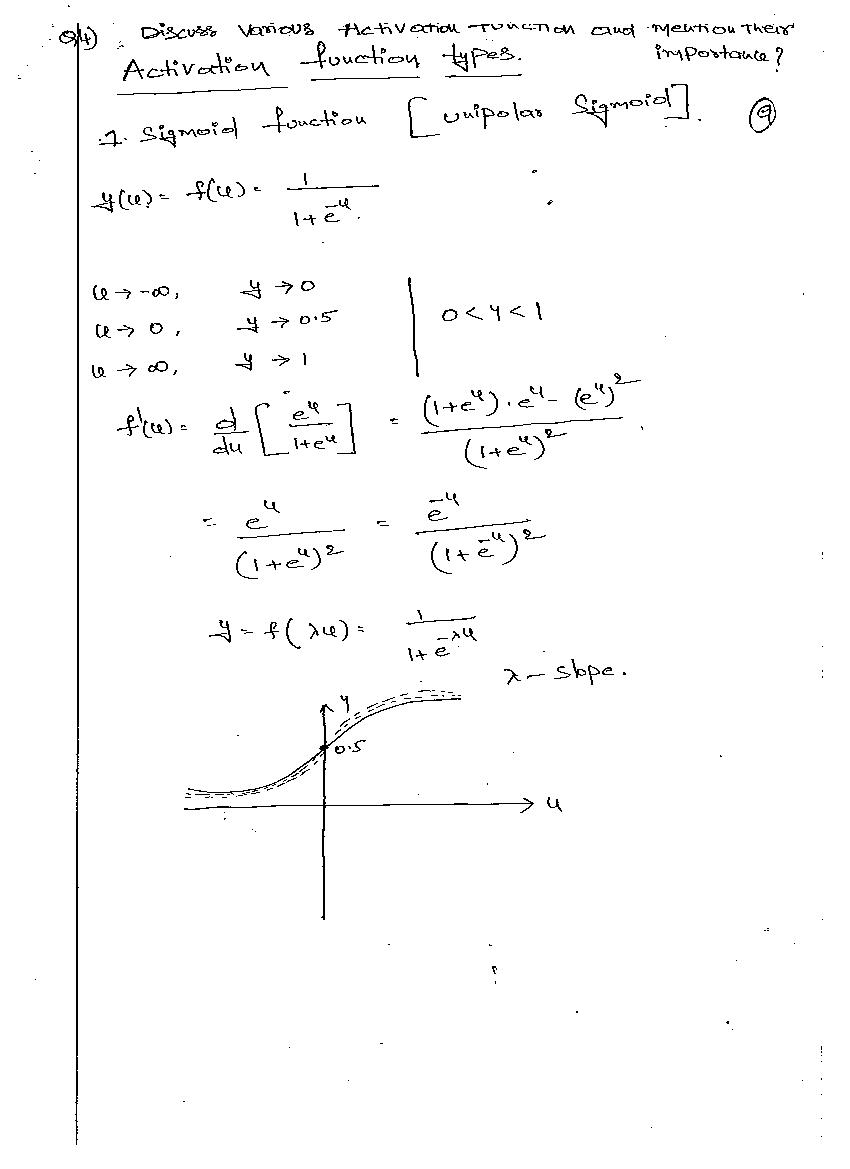 Q4) Discuss Various Activation Function and mention Their importance?
Activation function types.
1. Sigmoid function [unipolar Sigmoid]. 9
y(u) = f(u) = 1 / (1+e^-u).
u → -∞, y → 0
u → 0, y → 0.5
u → ∞, y → 1
0 < y < 1
f'(u) = d/du [e^u / (1+e^u)] = ((1+e^u).e^u - (e^u)^2) / (1+e^u)^2
= e^u / (1+e^u)^2 = e^-u / (1+e^-u)^2
y = f(λu) = 1 / (1+e^-λu)
λ - slope.
y
0.5
u